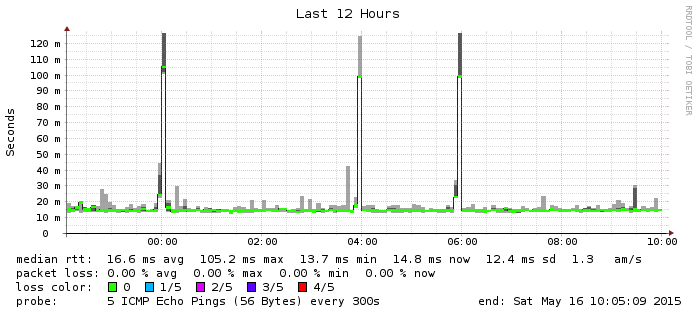 Last 12 Hours
RRDTOOL / TOBI OETIKER
Seconds
120 m
110 m
100 m
90 m
80 m
70 m
60 m
50 m
40 m
30 m
20 m
10 m
0
00:00 02:00 04:00 06:00 08:00 10:00
median rtt: 16.6 ms avg 105.2 ms max 13.7 ms min 14.8 ms now 12.4 ms sd 1.3 am/s
packet loss: 0.00 % avg 0.00 % max 0.00 % min 0.00 % now
loss color: 0 1/5 2/5 3/5 4/5
probe: 5 ICMP Echo Pings (56 Bytes) every 300s end: Sat May 16 10:05:09 2015